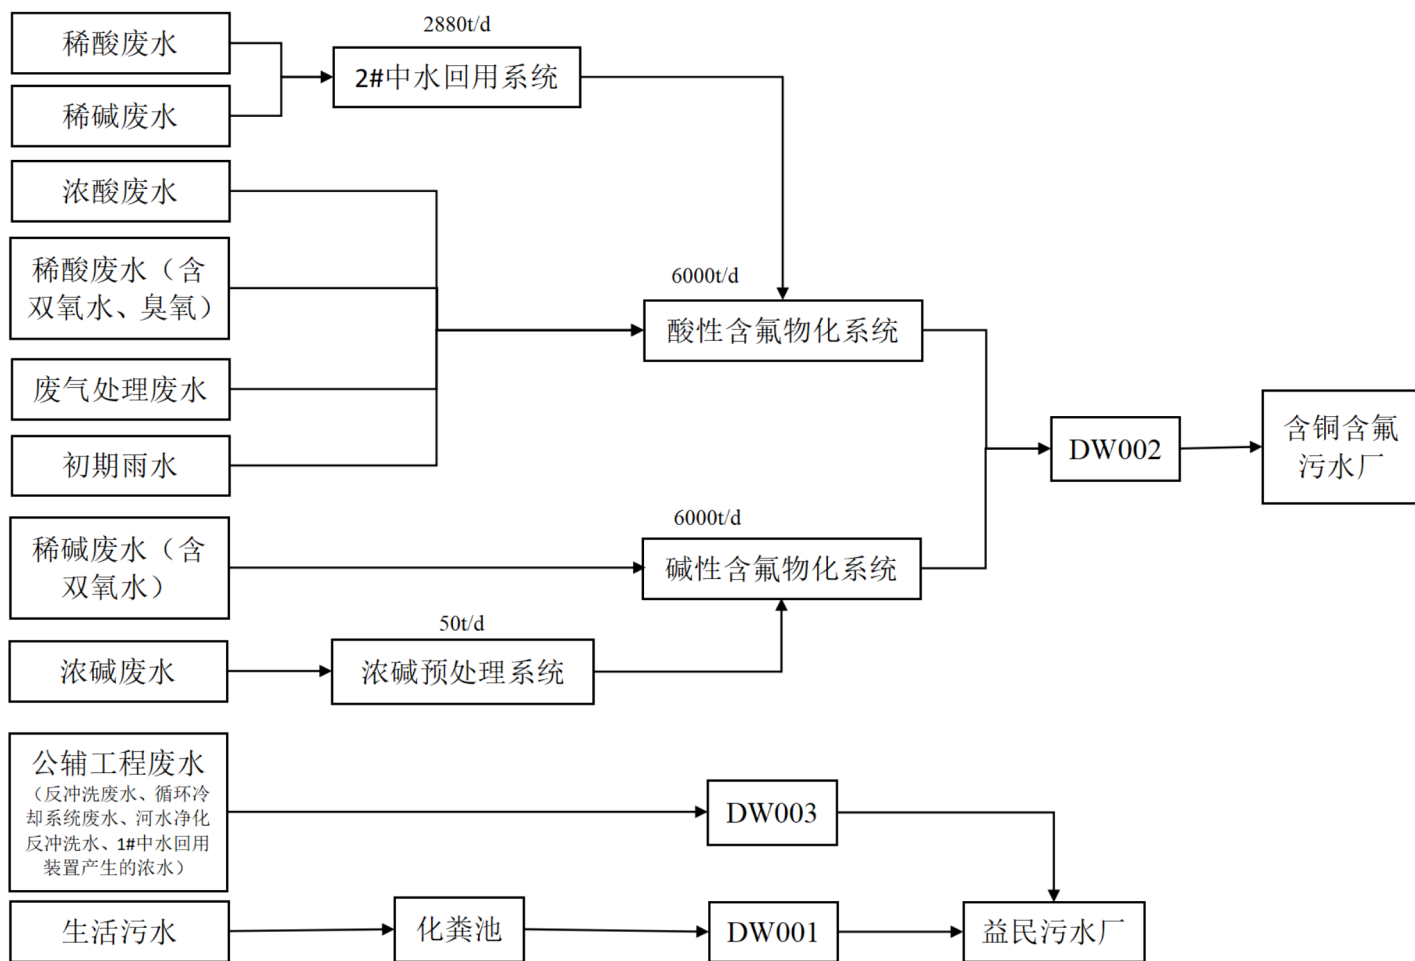 稀酸废水
2880t/d
2#中水回用系统
稀碱废水
浓酸废水
稀酸废水（含
双氧水、臭氧）
6000t/d
酸性含氟物化系统
废气处理废水
初期雨水
DW002
含铜含氟
污水厂
稀碱废水（含
双氧水）
6000t/d
碱性含氟物化系统
浓碱废水
50t/d
浓碱预处理系统
公辅工程废水
（反冲洗废水、循环冷
却系统废水、河水净化
反冲洗水、1#中水回用
装置产生的浓水）
DW003
生活污水
化粪池
DW001
益民污水厂